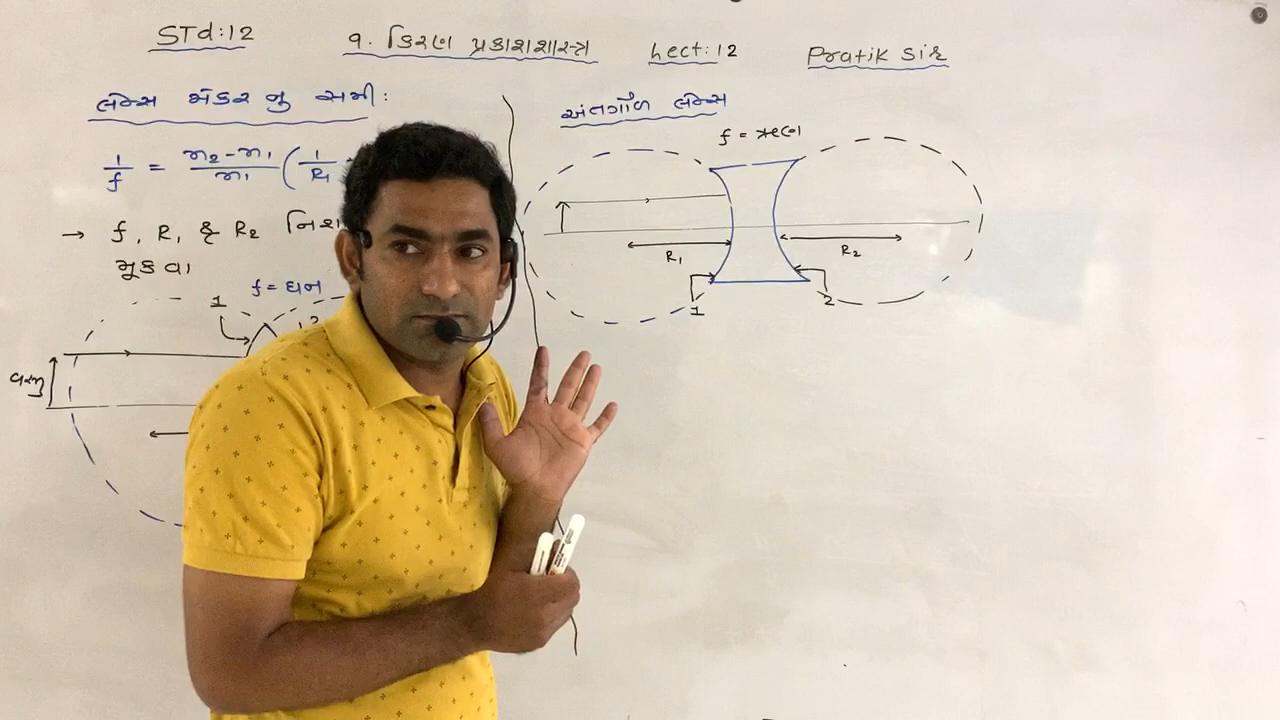 STd:12 ૧. કિરણ પ્રકાશશાસ્ત્ર Lect:12 Pratik Sir
લેન્સ મેકર નુ સમી:
1/f = n₂-n₁/n₁ (1/R₁
→ f, R₁ & R₂
મૂકવા
f = ધન
1
2
વસ્તુ
અંતર્ગોળ લેન્સ
f = ઋણ
R₁ R₂
1 2